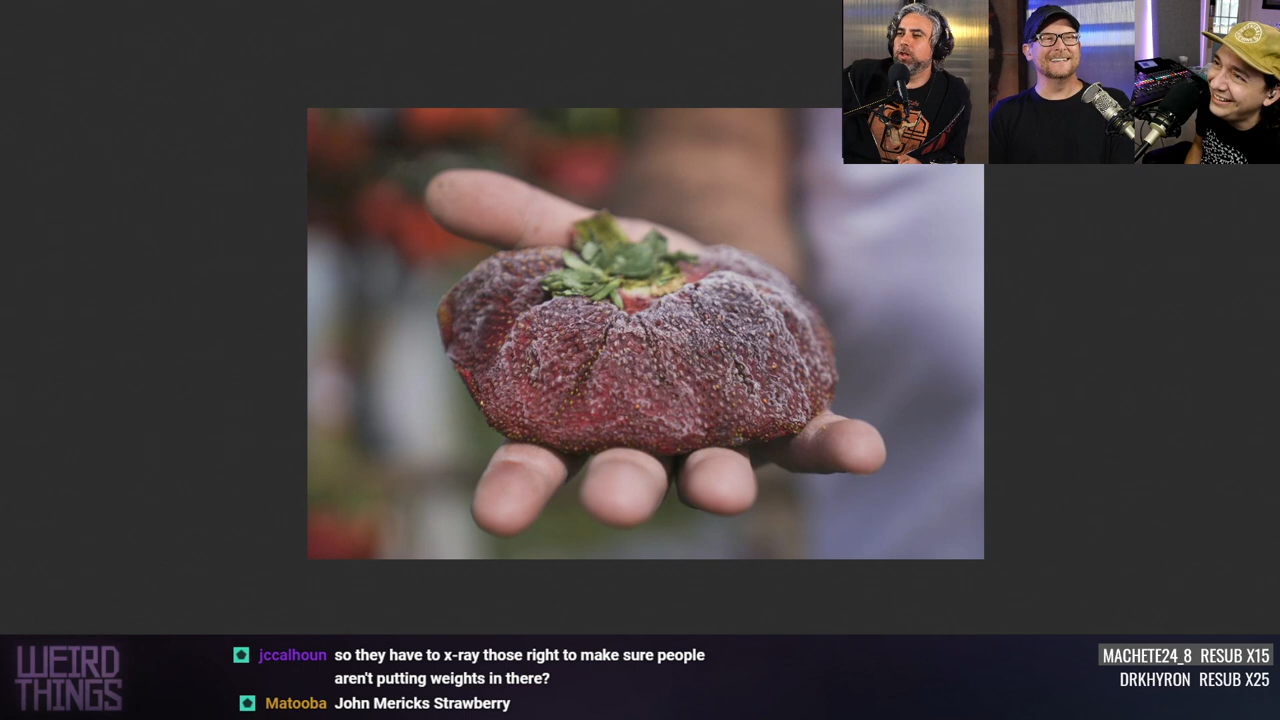 WEIRD
THINGS
jccalhoun so they have to x-ray those right to make sure people
aren't putting weights in there?
Matooba John Mericks Strawberry
MACHETE24_8 RESUB X15
DRKHYRON RESUB X25